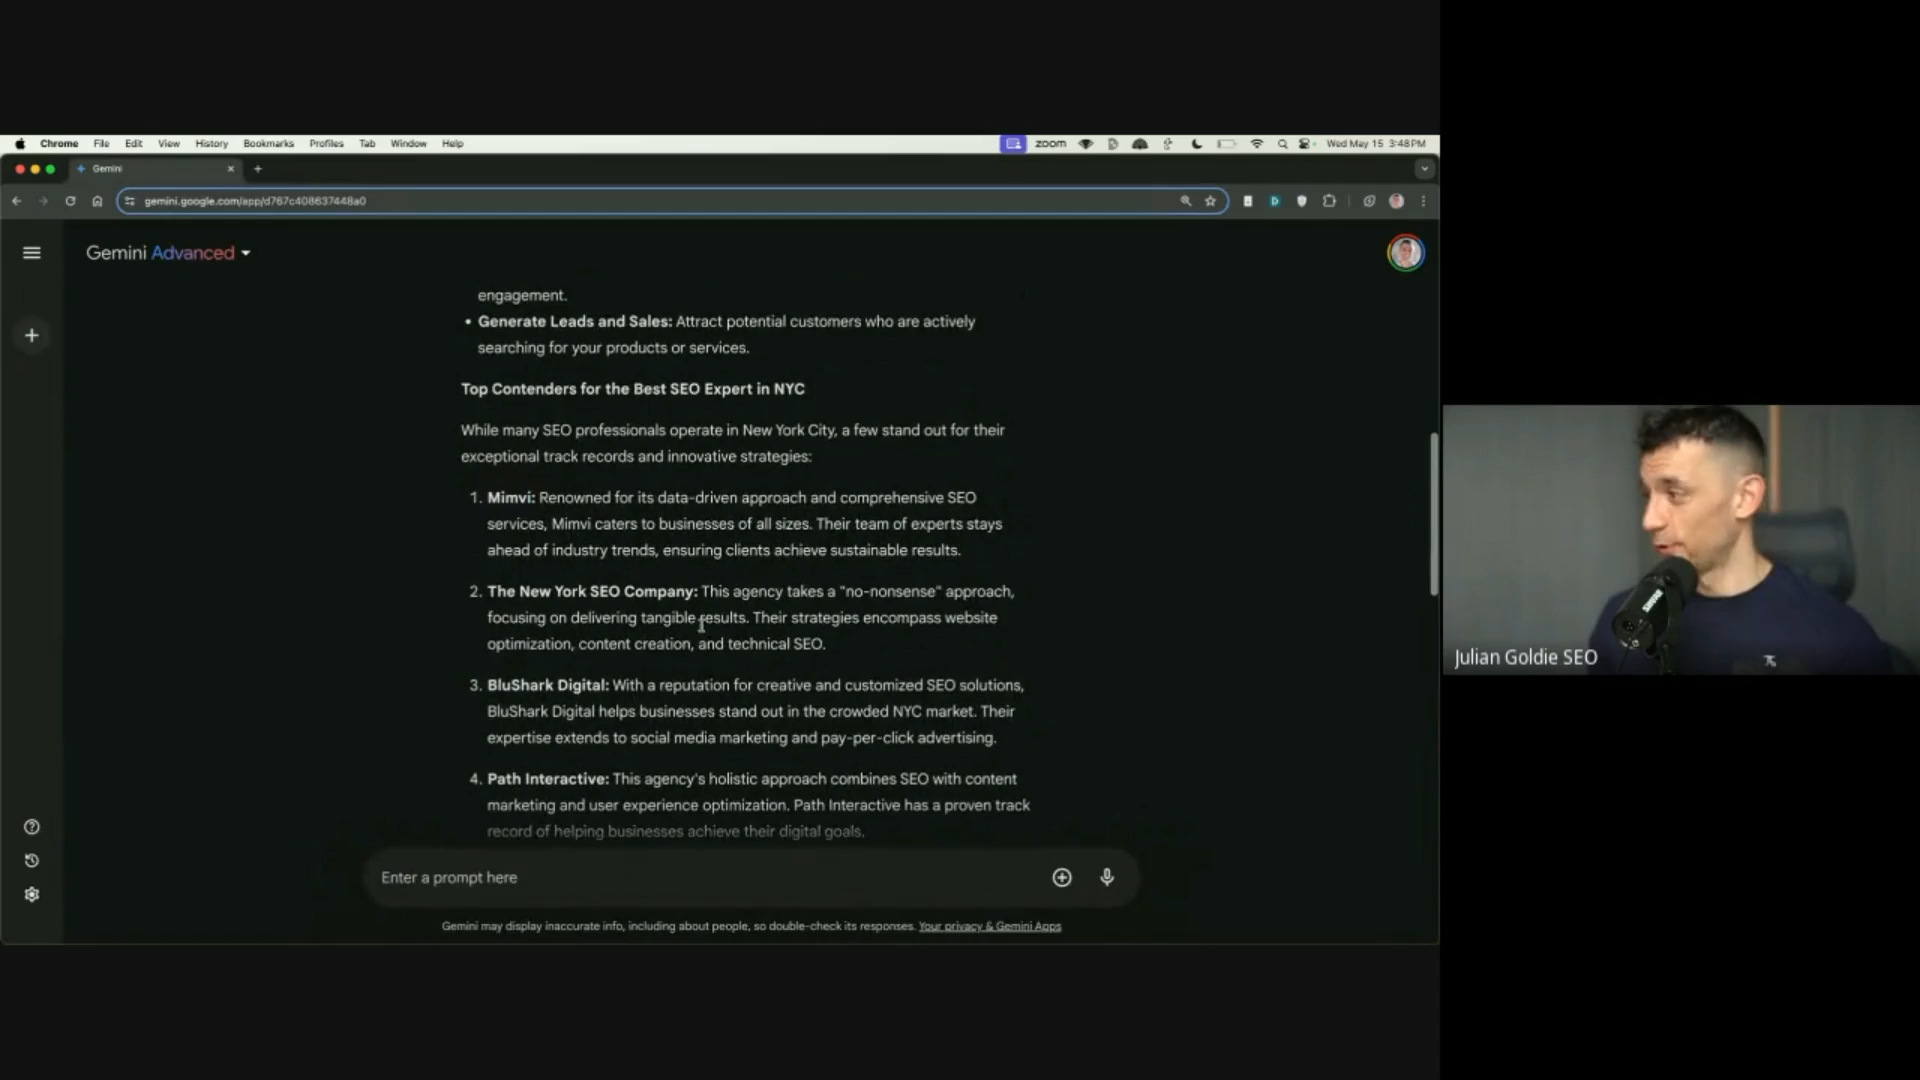 Chrome File Edit View History Bookmarks Profiles Tab Window Help zoom Wed May 15 3:48PM
Gemini
gemini.google.com/app/d767c408637448a0
Gemini Advanced
engagement.
• Generate Leads and Sales: Attract potential customers who are actively
searching for your products or services.
Top Contenders for the Best SEO Expert in NYC
While many SEO professionals operate in New York City, a few stand out for their
exceptional track records and innovative strategies:
1. Mimvi: Renowned for its data-driven approach and comprehensive SEO
services, Mimvi caters to businesses of all sizes. Their team of experts stays
ahead of industry trends, ensuring clients achieve sustainable results.
2. The New York SEO Company: This agency takes a "no-nonsense" approach,
focusing on delivering tangible results. Their strategies encompass website
optimization, content creation, and technical SEO.
3. BluShark Digital: With a reputation for creative and customized SEO solutions,
BluShark Digital helps businesses stand out in the crowded NYC market. Their
expertise extends to social media marketing and pay-per-click advertising.
4. Path Interactive: This agency's holistic approach combines SEO with content
marketing and user experience optimization. Path Interactive has a proven track
record of helping businesses achieve their digital goals.
Enter a prompt here
Gemini may display inaccurate info, including about people, so double-check its responses. Your privacy & Gemini Apps
SHURE
Julian Goldie SEO